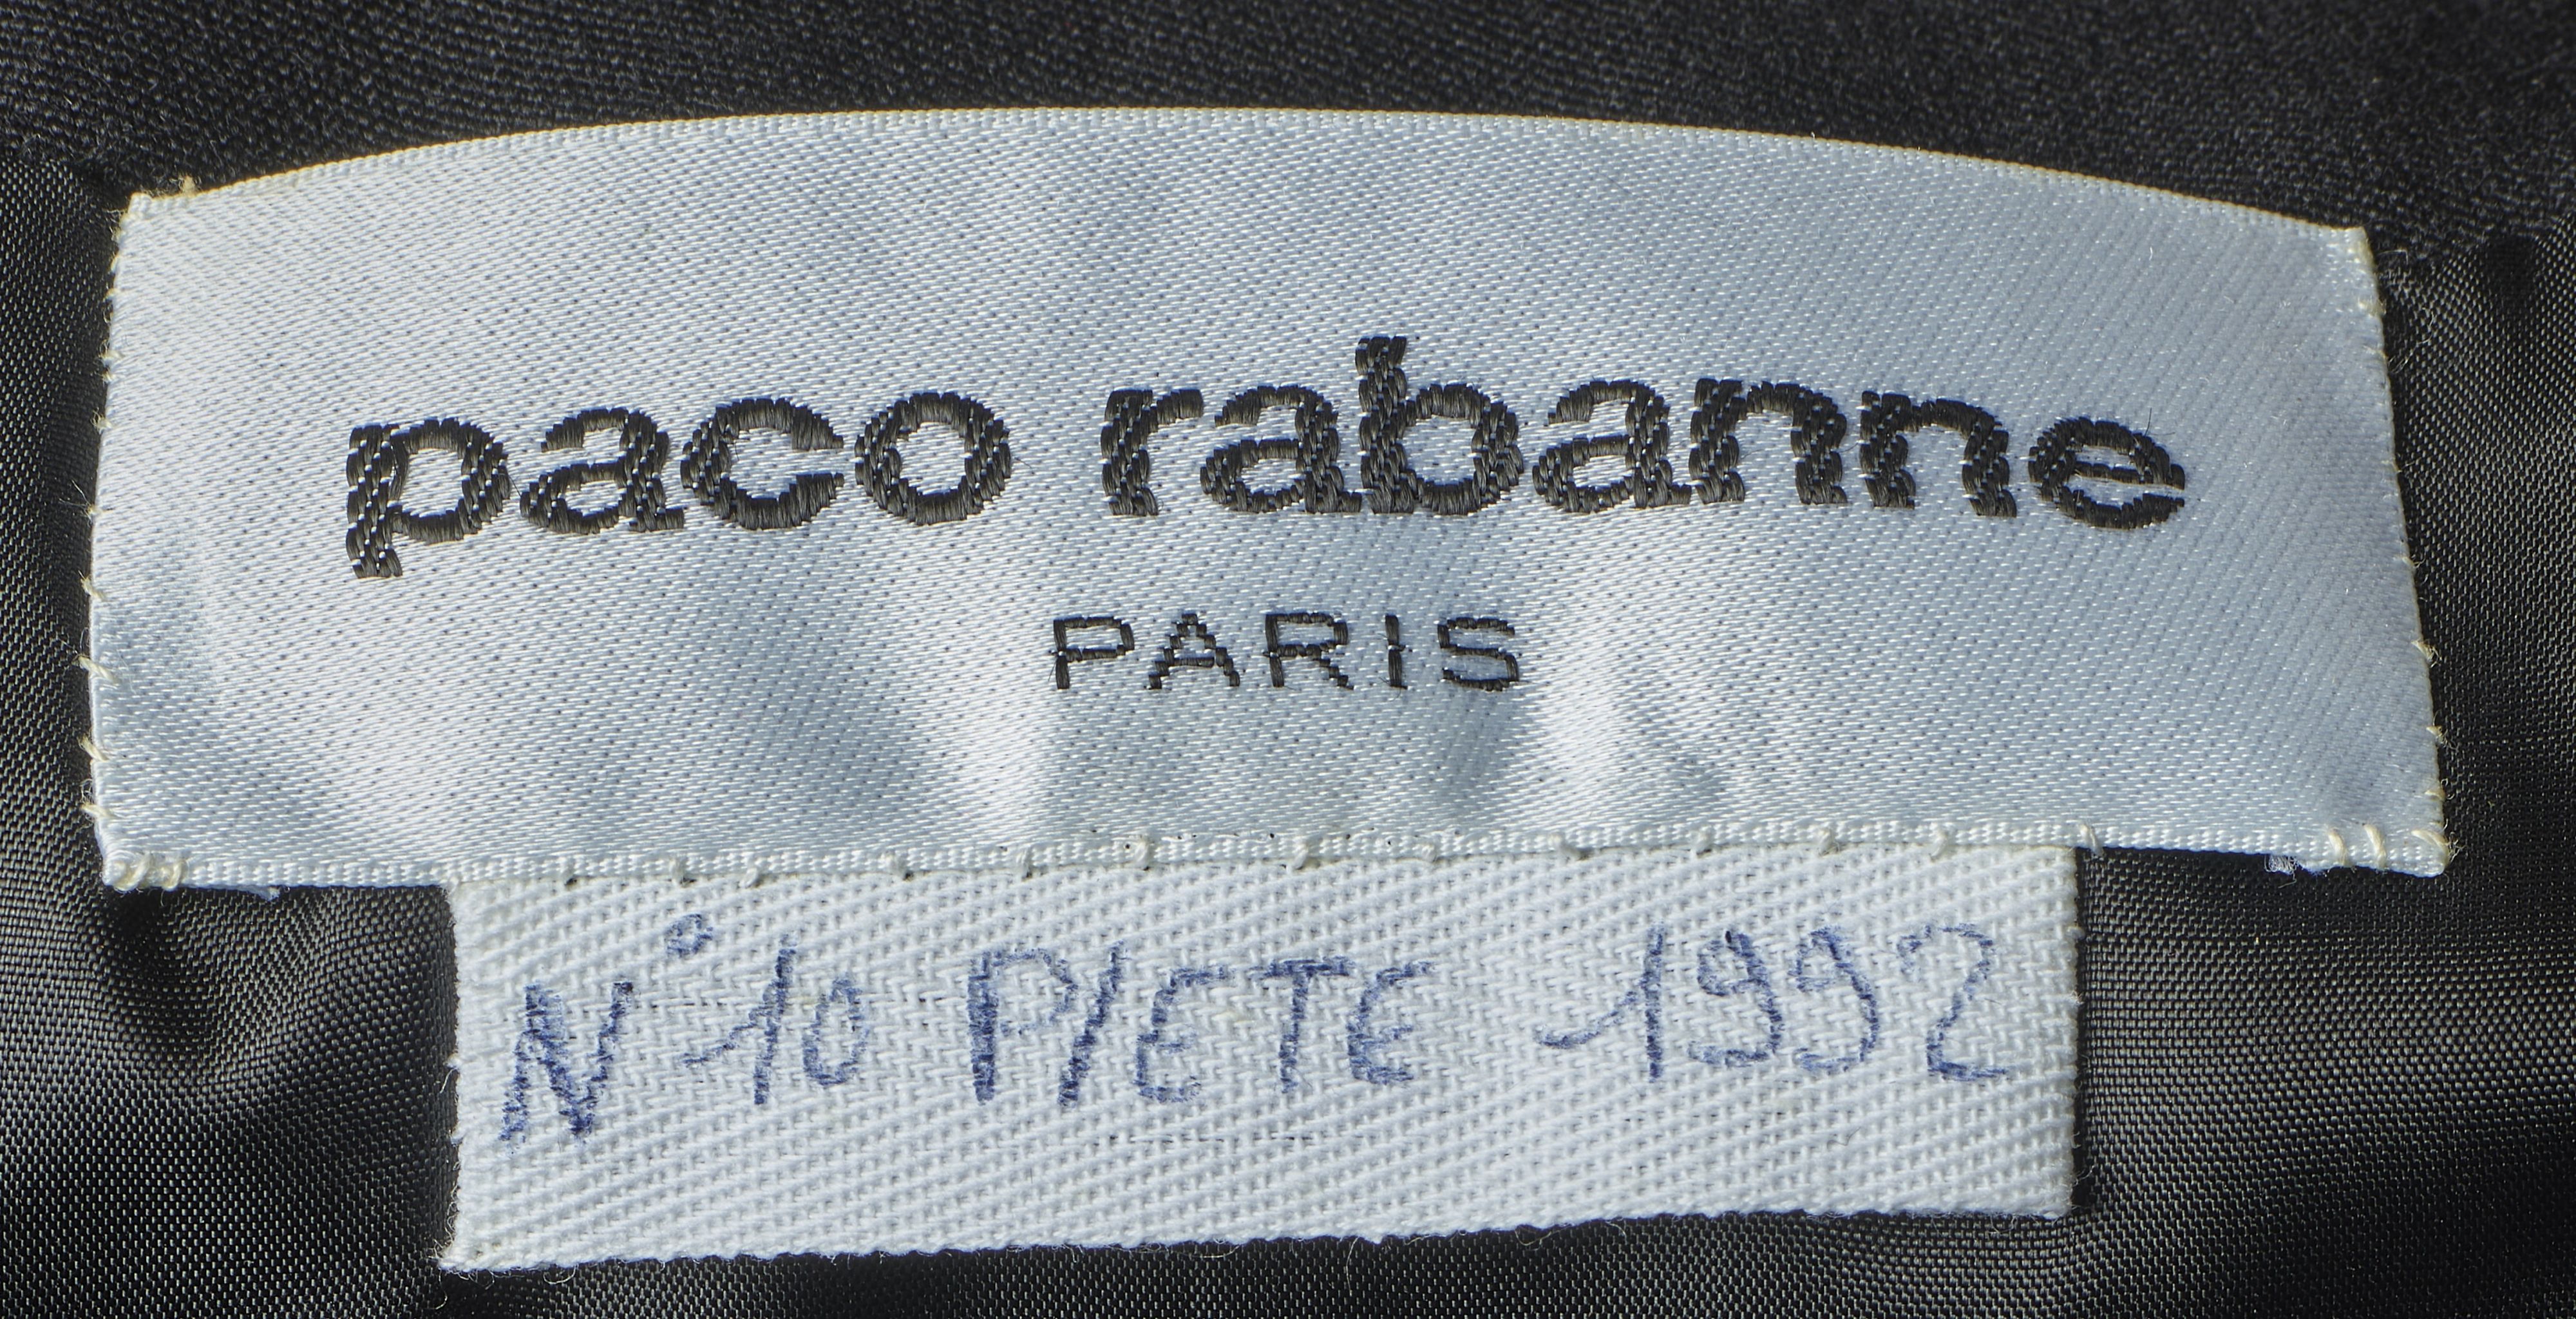 paco rabanne
PARIS
N°10 P/ETE 1992